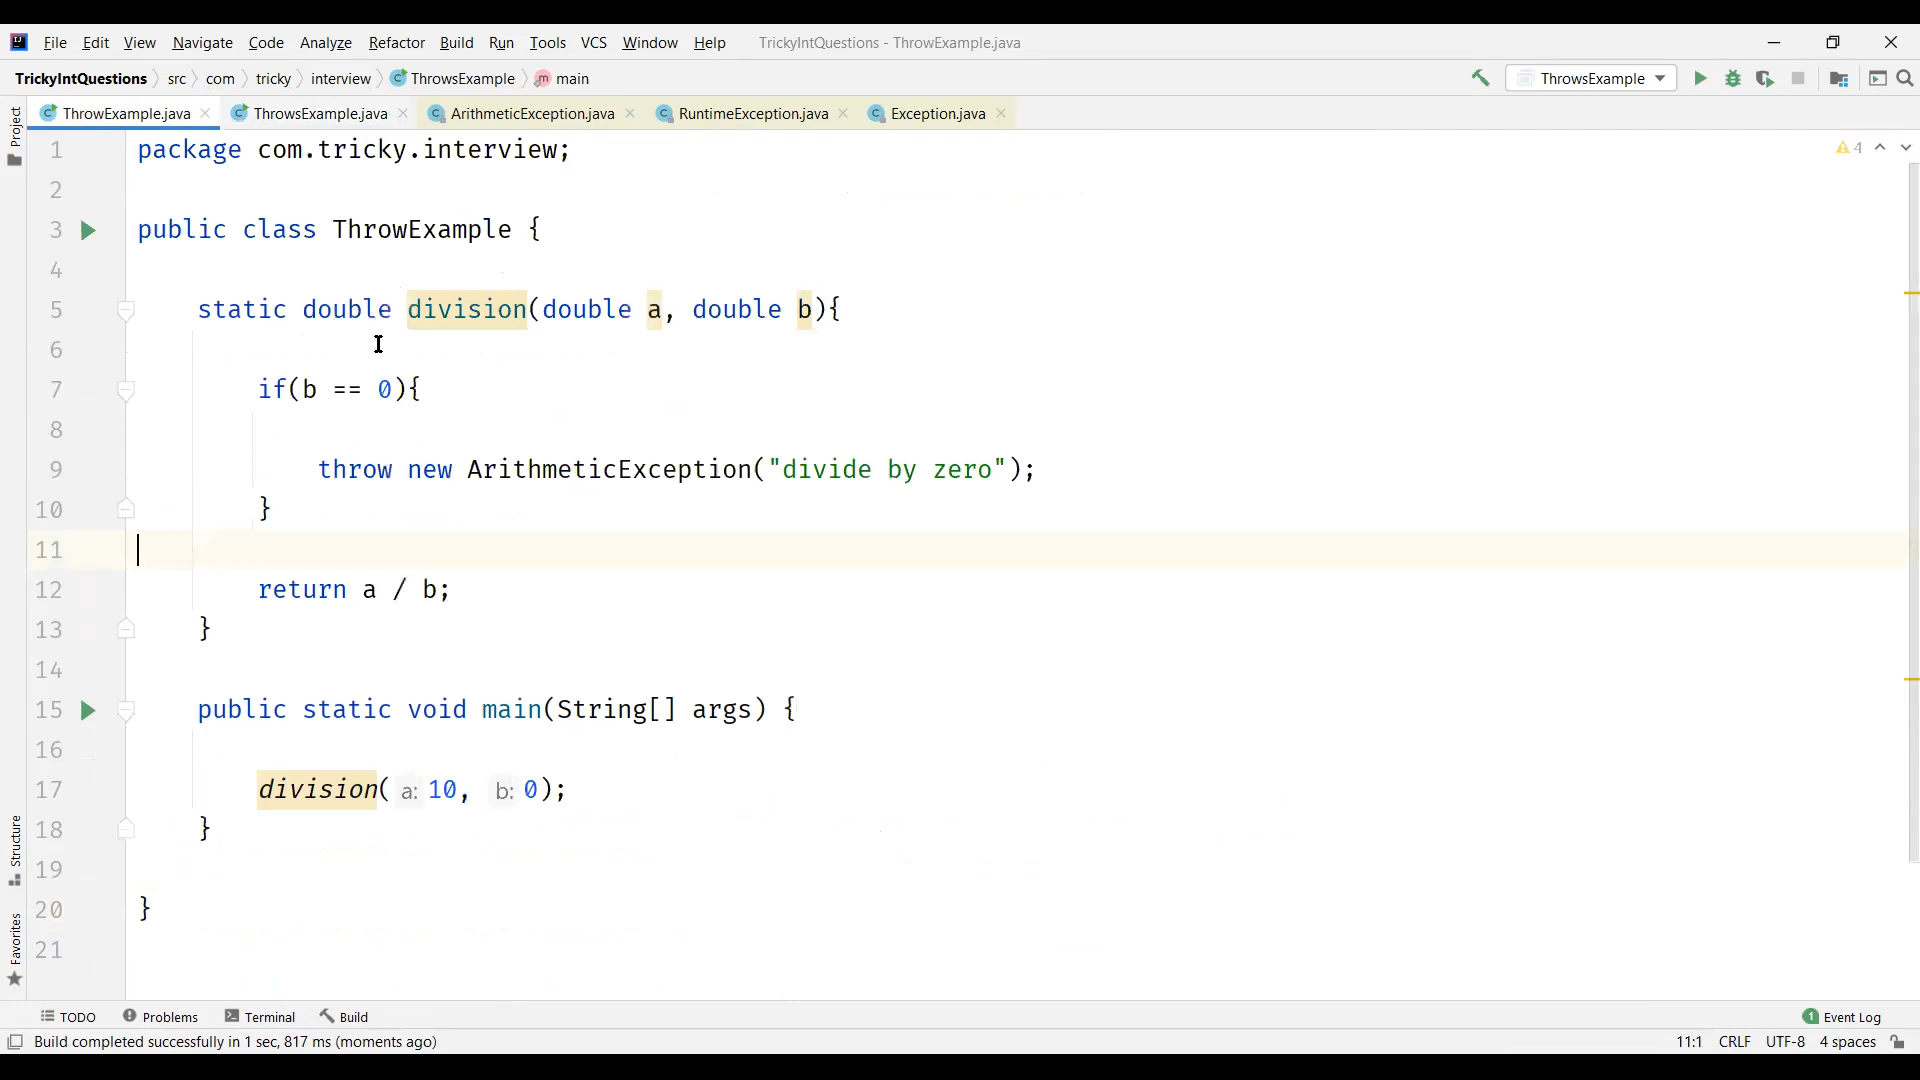 File Edit View Navigate Code Analyze Refactor Build Run Tools VCS Window Help TrickyIntQuestions - ThrowExample.java
TrickyIntQuestions src com tricky interview ThrowsExample main ThrowsExample
ThrowExample.java ThrowsExample.java ArithmeticException.java RuntimeException.java Exception.java
1 package com.tricky.interview; 4
2
3 public class ThrowExample {
4
5 static double division(double a, double b){
6
7 if(b == 0){
8
9 throw new ArithmeticException("divide by zero");
10 }
11
12 return a / b;
13 }
14
15 public static void main(String[] args) {
16
17 division( a: 10, b: 0);
18 }
19
20 }
21
Project
Structure
Favorites
TODO Problems Terminal Build 1 Event Log
Build completed successfully in 1 sec, 817 ms (moments ago) 11:1 CRLF UTF-8 4 spaces